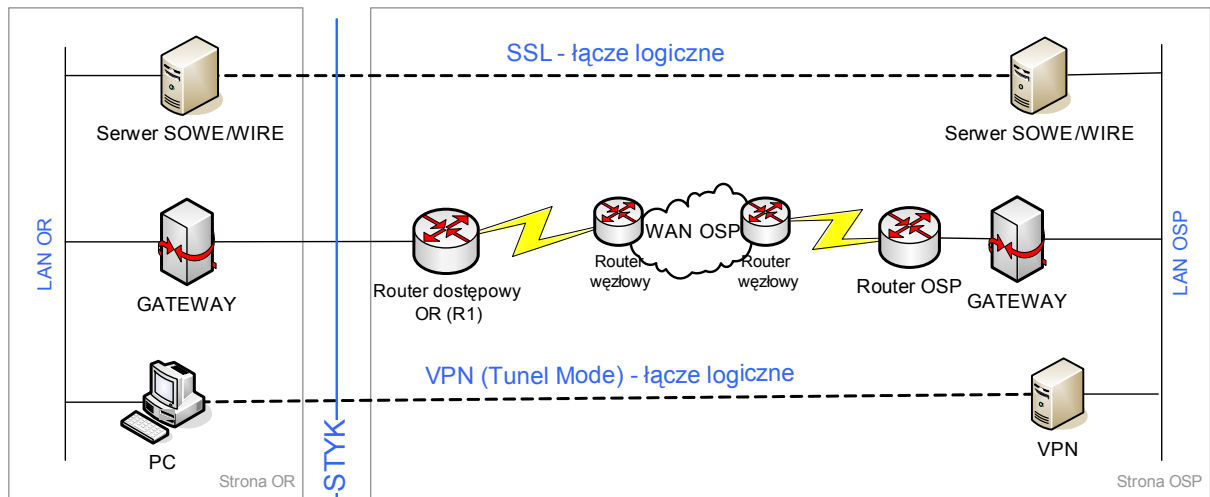 SSL - łącze logiczne
Serwer SOWE/WIRE
Serwer SOWE/WIRE
LAN OR
GATEWAY
Router dostępowy
OR (R1)
Router
węzłowy
WAN OSP
Router
węzłowy
Router OSP
GATEWAY
LAN OSP
VPN (Tunel Mode) - łącze logiczne
PC
VPN
-STYK
Strona OR
Strona OSP